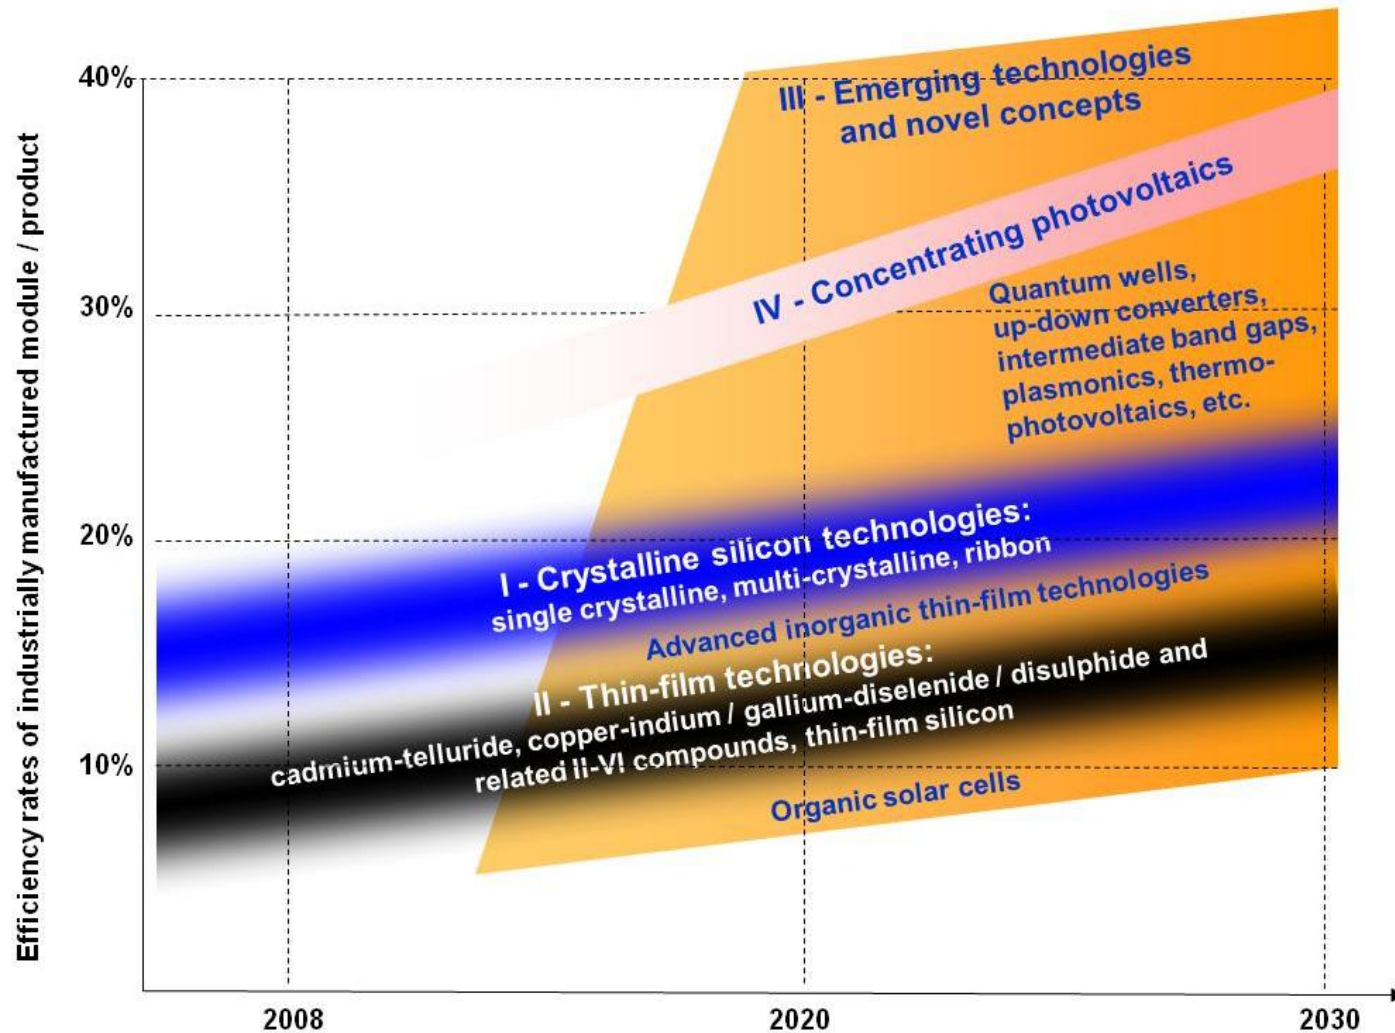 Efficiency rates of industrially manufactured module / product
40%
30%
20%
10%
III - Emerging technologies
and novel concepts
IV - Concentrating photovoltaics
Quantum wells,
up-down converters,
intermediate band gaps,
plasmonics, thermo-
photovoltaics, etc.
I - Crystalline silicon technologies:
single crystalline, multi-crystalline, ribbon
Advanced inorganic thin-film technologies
II - Thin-film technologies:
cadmium-telluride, copper-indium / gallium-diselenide / disulphide and
related II-VI compounds, thin-film silicon
Organic solar cells
2008
2020
2030